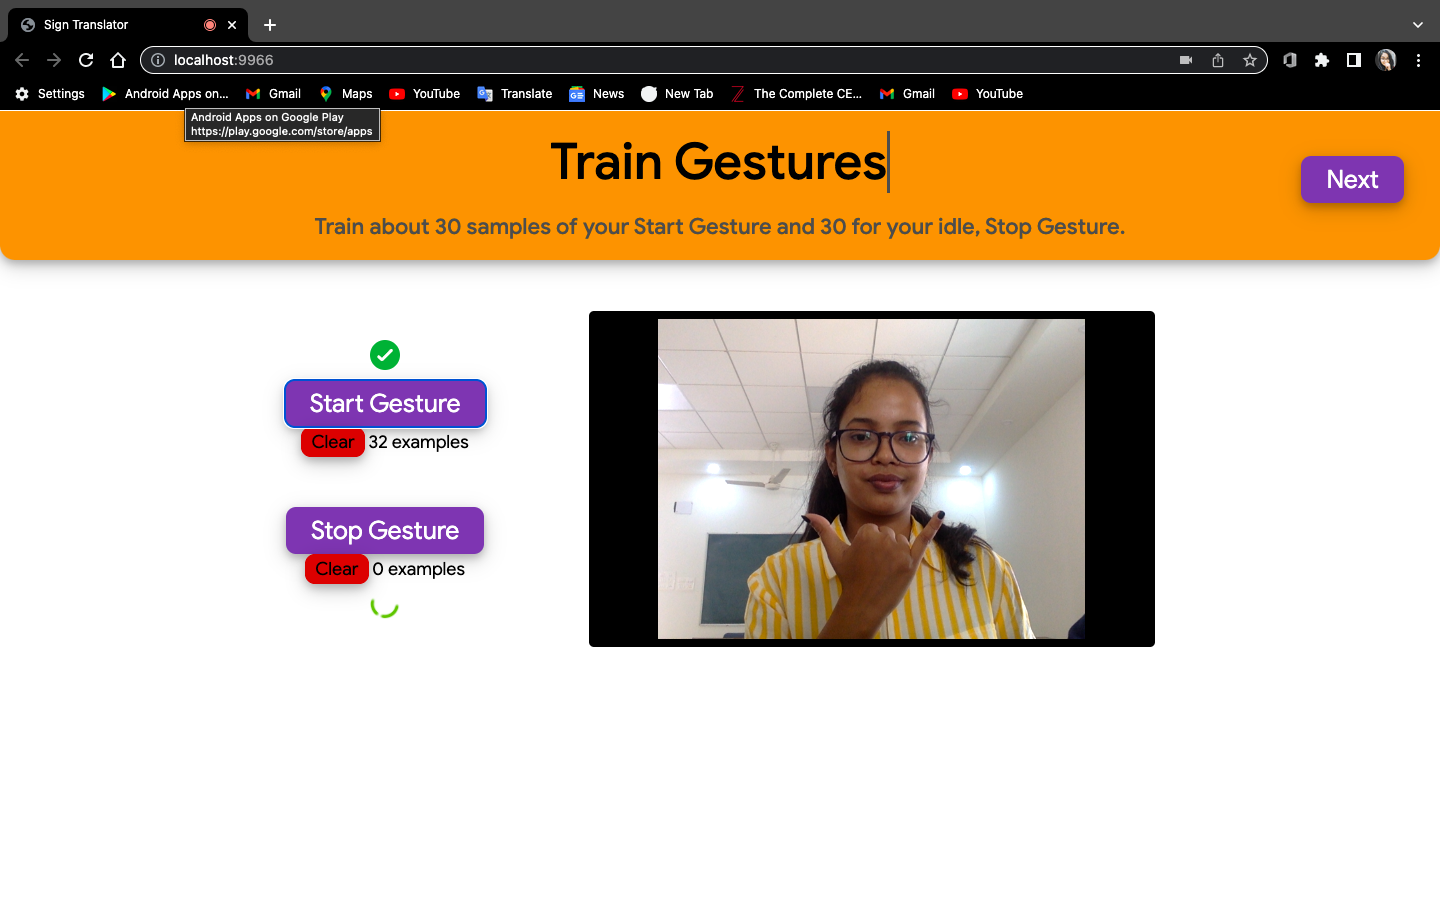 Sign Translator
localhost:9966
Settings Android Apps on... Gmail Maps YouTube Translate News New Tab The Complete CE... Gmail YouTube
Android Apps on Google Play
https://play.google.com/store/apps
Train Gestures
Next
Train about 30 samples of your Start Gesture and 30 for your idle, Stop Gesture.
Start Gesture
Clear 32 examples
Stop Gesture
Clear 0 examples